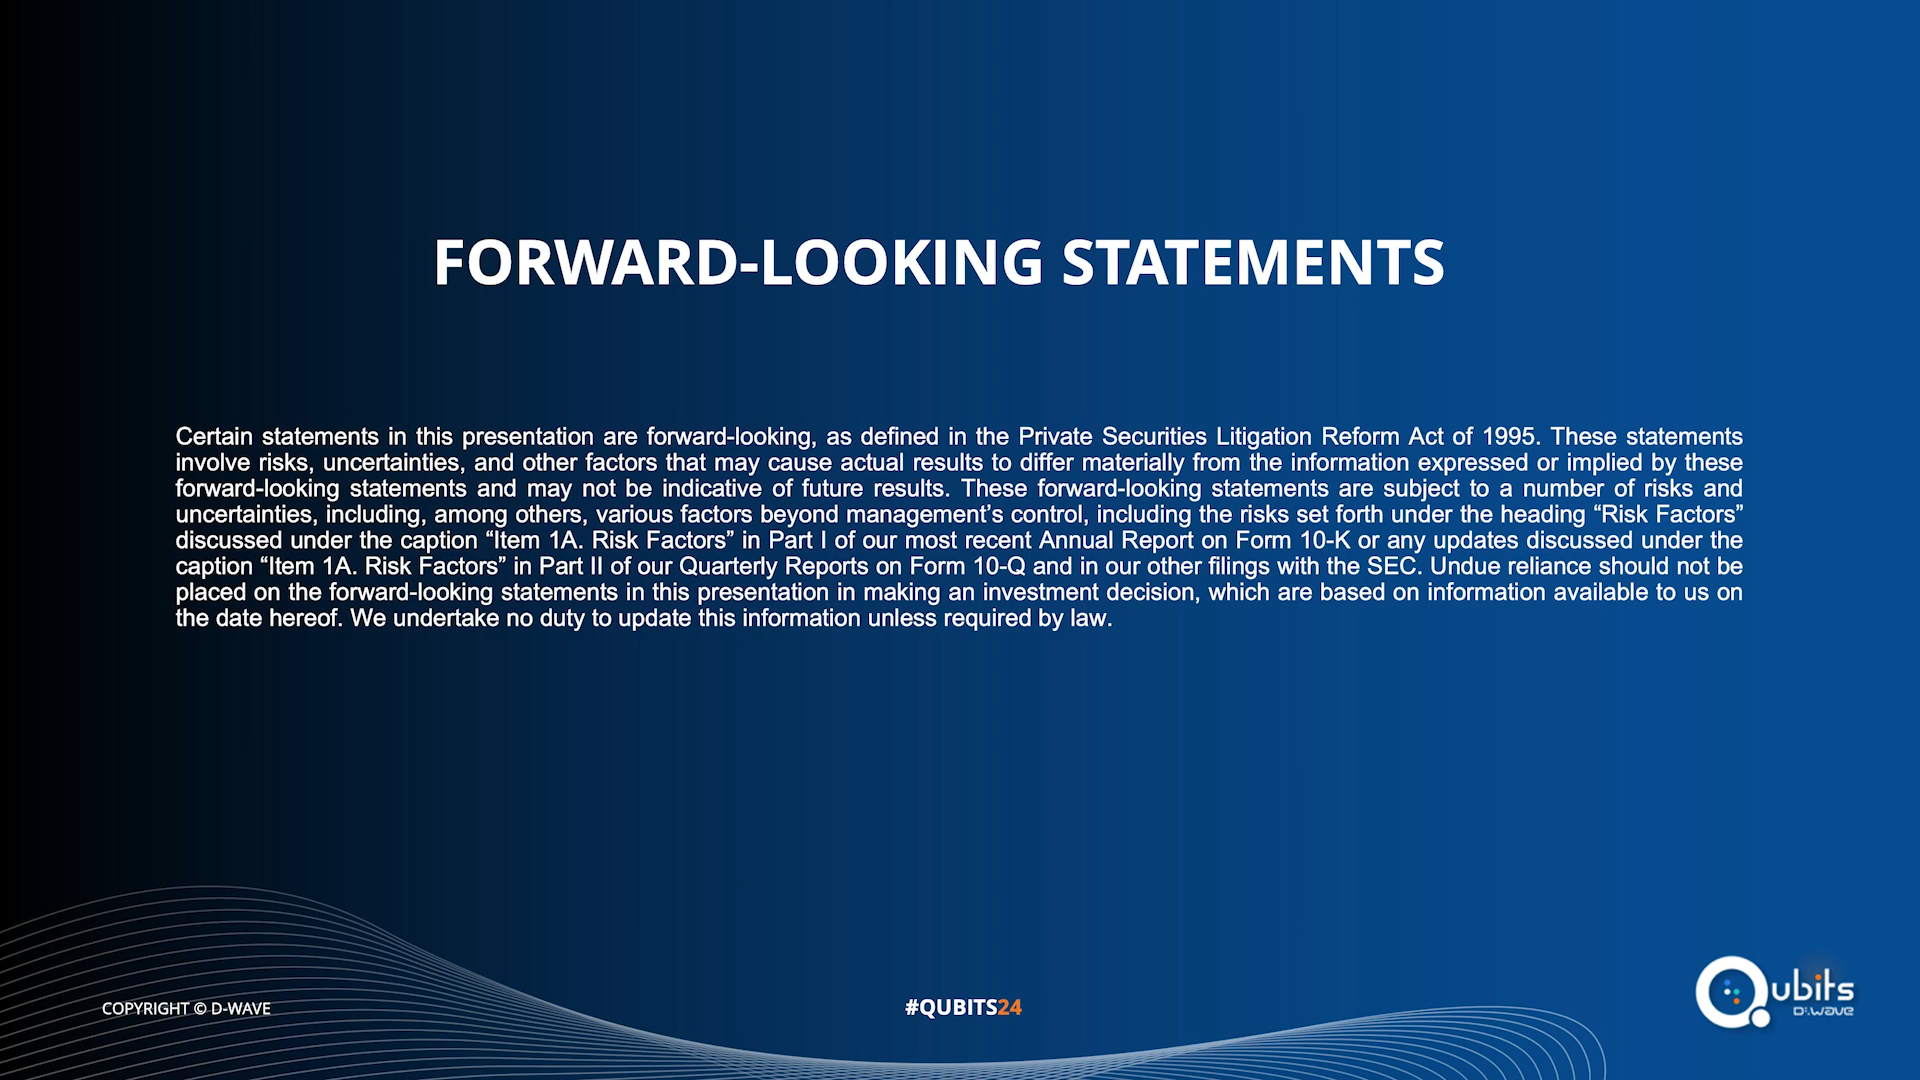 FORWARD-LOOKING STATEMENTS
Certain statements in this presentation are forward-looking, as defined in the Private Securities Litigation Reform Act of 1995. These statements
involve risks, uncertainties, and other factors that may cause actual results to differ materially from the information expressed or implied by these
forward-looking statements and may not be indicative of future results. These forward-looking statements are subject to a number of risks and
uncertainties, including, among others, various factors beyond management’s control, including the risks set forth under the heading “Risk Factors”
discussed under the caption “Item 1A. Risk Factors” in Part I of our most recent Annual Report on Form 10-K or any updates discussed under the
caption “Item 1A. Risk Factors” in Part II of our Quarterly Reports on Form 10-Q and in our other filings with the SEC. Undue reliance should not be
placed on the forward-looking statements in this presentation in making an investment decision, which are based on information available to us on
the date hereof. We undertake no duty to update this information unless required by law.
COPYRIGHT © D-WAVE
#QUBITS24
Qubits
D:wave